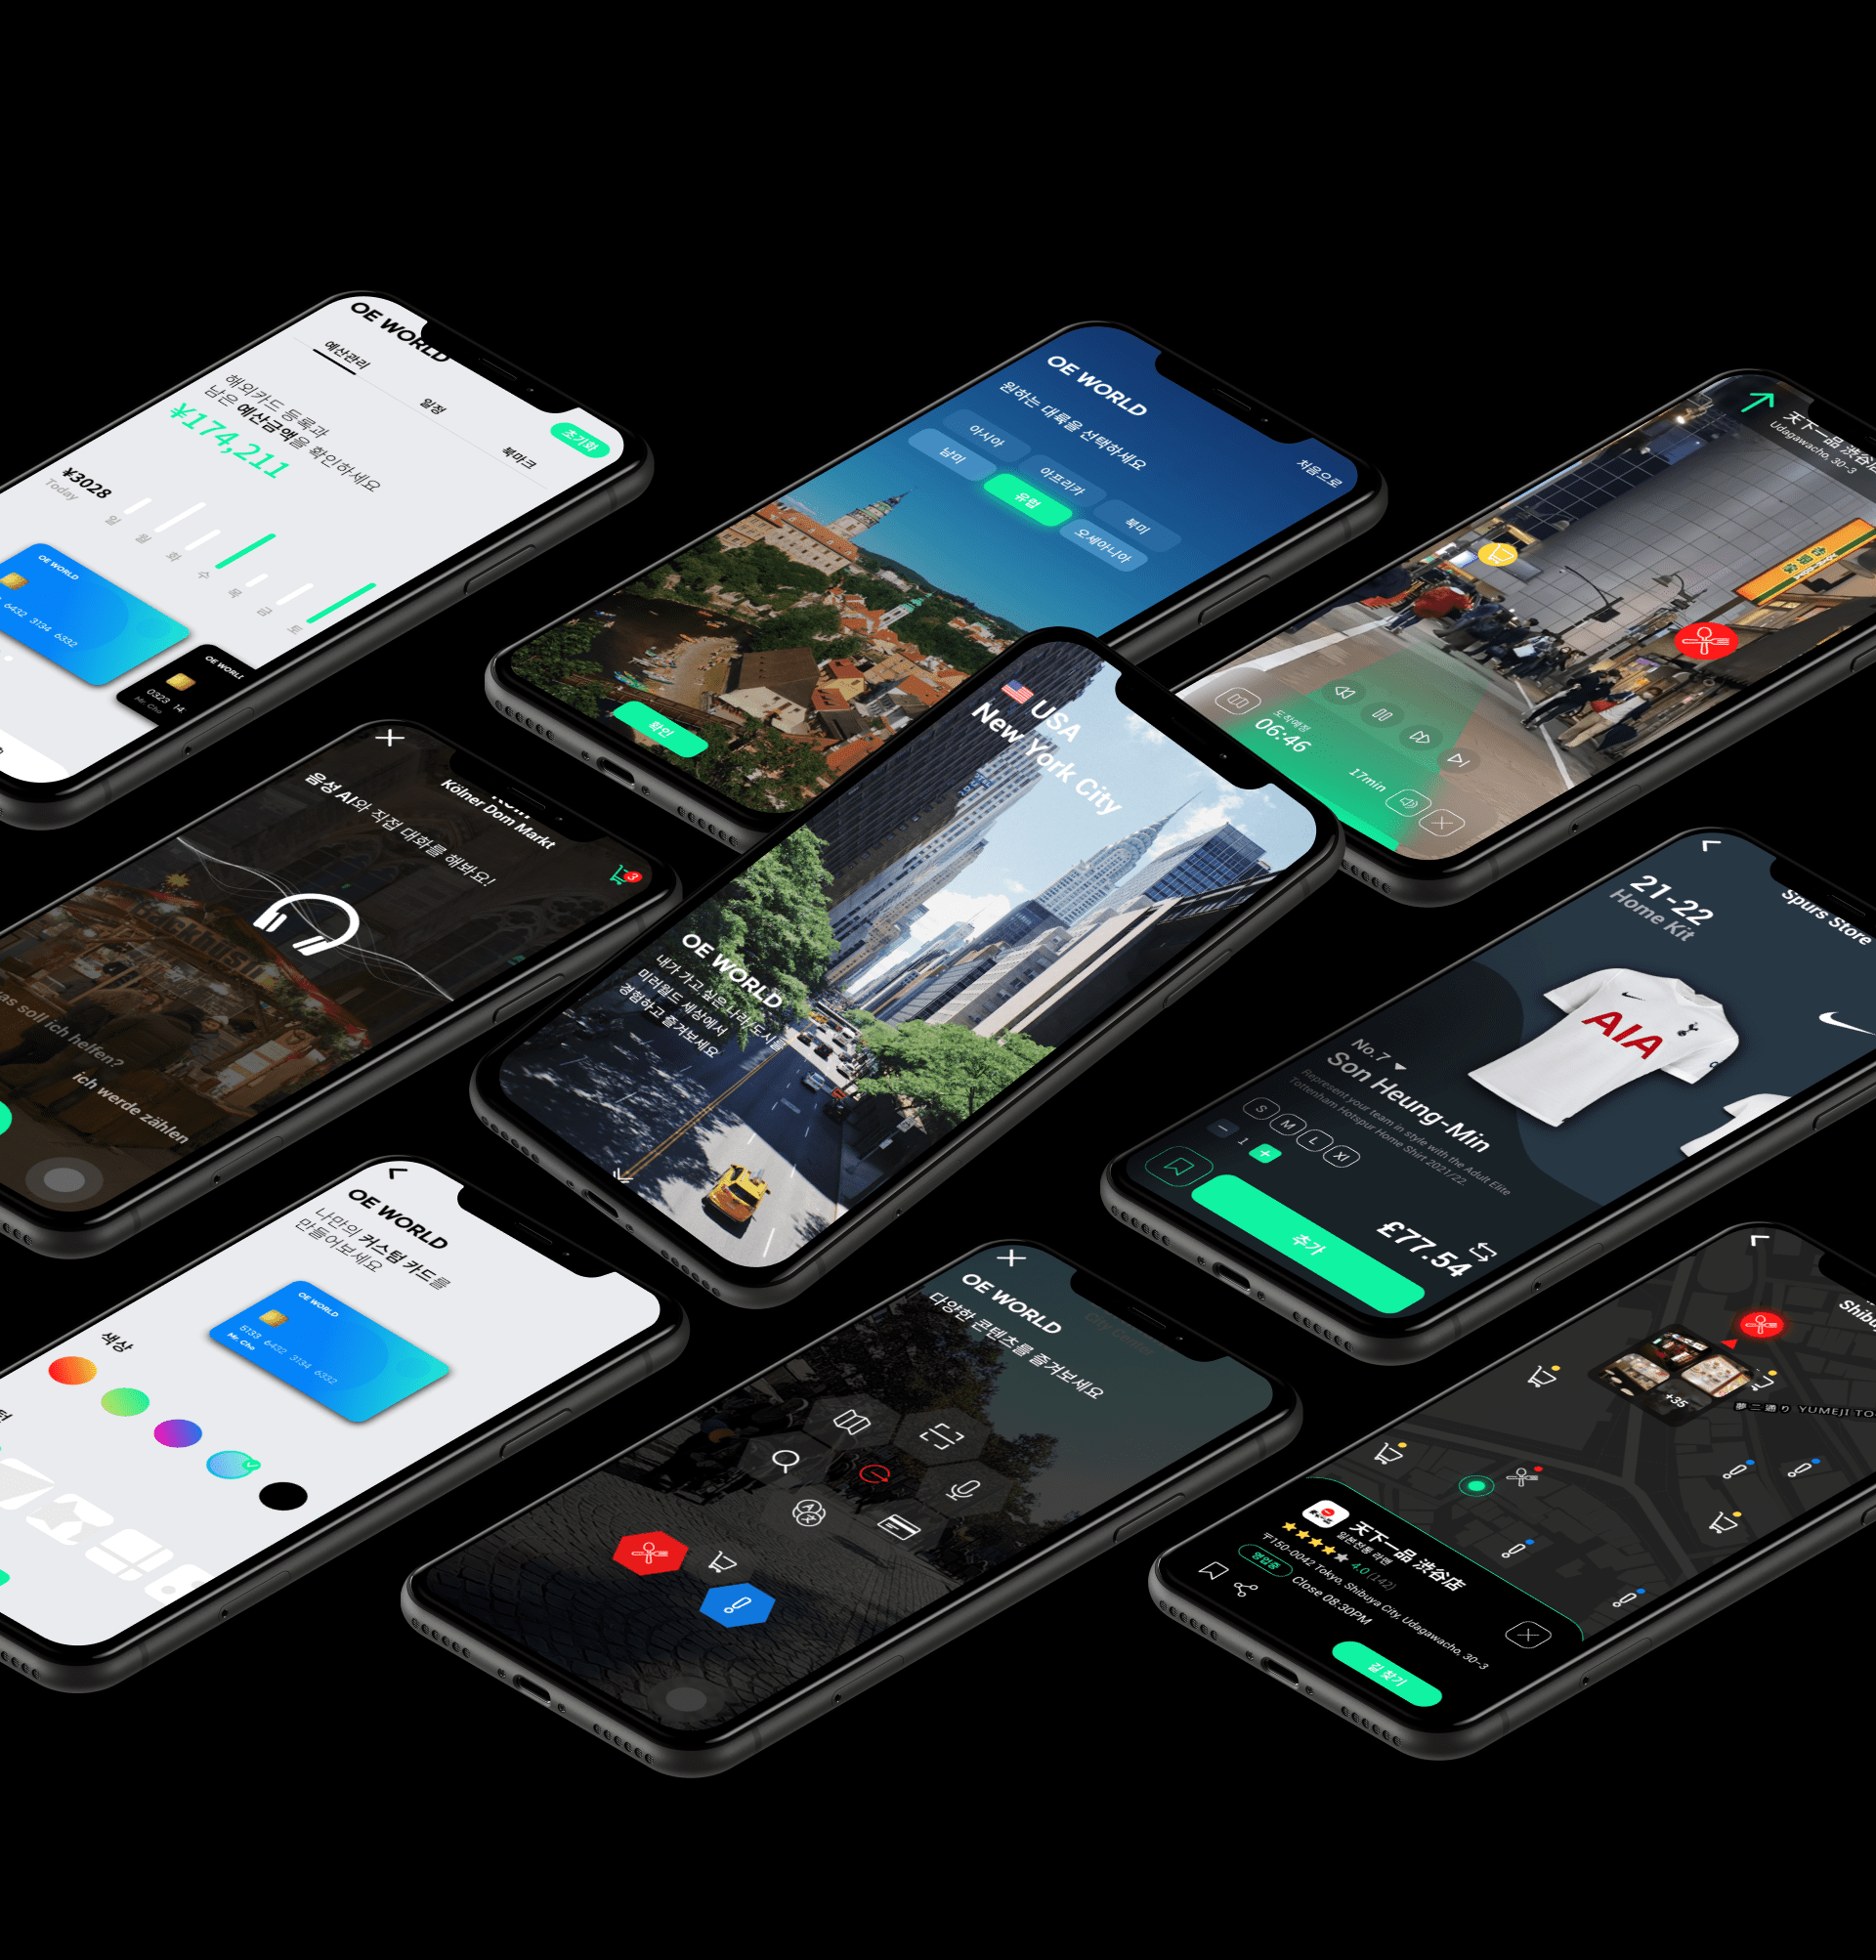 OE WORLD
예산관리
일정
북마크
초기화
해외카드 등록과
남은 예산금액을 확인하세요
¥174,211
¥3028
Today
일
월
화
수
목
금
토
OE WORLD
6432 3134 6332
OE WORLD
0323 14
Mr. Cho
OE WORLD
처음으로
원하는 대륙을 선택하세요
아시아
아프리카
북미
남미
유럽
오세아니아
확인
天下一品 渋谷店
Udagawacho, 30-3
도착예정
06:46
17min
Kölner Dom Markt
3
음성 AI와 직접 대화를 해봐요!
soll ich helfen?
ich werde zählen
USA
New York City
OE WORLD
내가 가고싶은 나라/도시를
미러월드 세상에서
경험하고 즐겨보세요
Spurs Store
21-22
Home Kit
AIA
No.7
Son Heung-Min
Represent your team in style with the Adult Elite
Tottenham Hotspur Home Shirt 2021/22
S
M
L
Xl
1
£77.54
추가
OE WORLD
나만의 커스텀 카드를
만들어보세요
OE WORLD
5133 6432 3134 6332
Mr. Cho
색상
City Center
OE WORLD
다양한 콘텐츠를 즐겨보세요
+35
夢二通り YUMEJI TO
天下一品 渋谷店
일본전통 라멘
4.0 (142)
〒150-0042 Tokyo, Shibuya City, Udagawacho, 30-3
営業中
Close 08:30PM
길 찾기